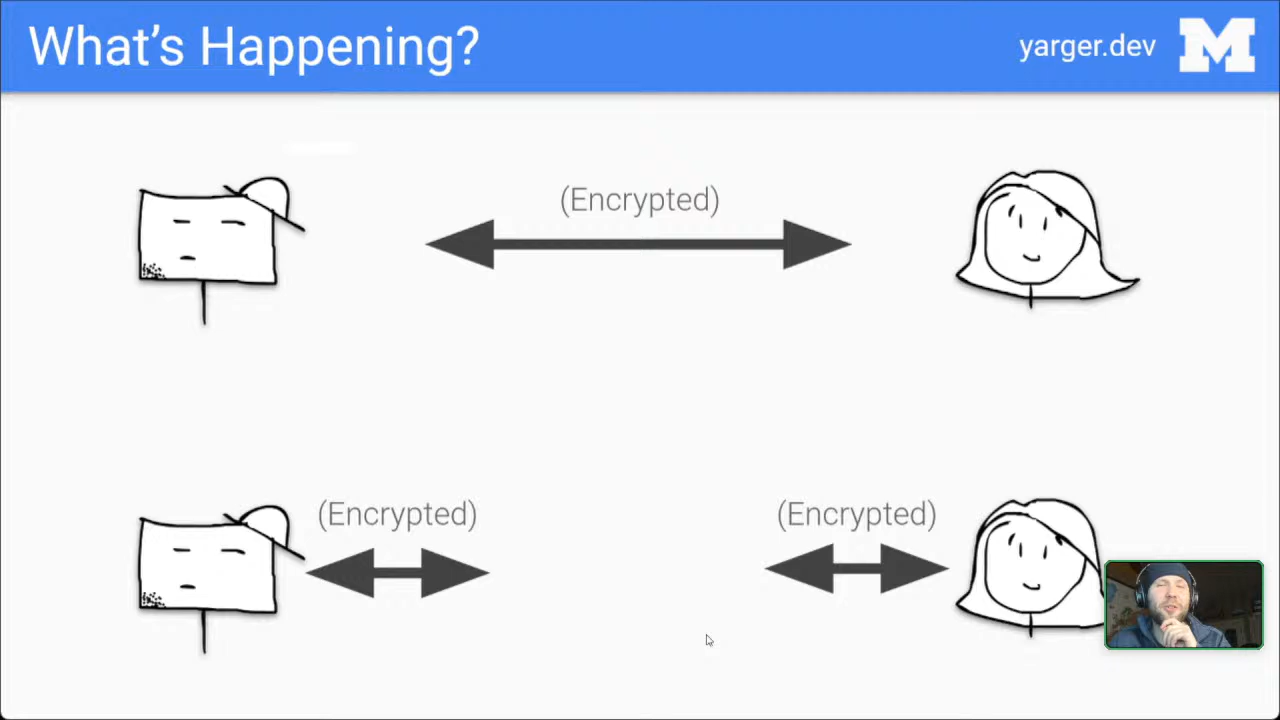 What's Happening?
yarger.dev
M
(Encrypted)
(Encrypted)
(Encrypted)